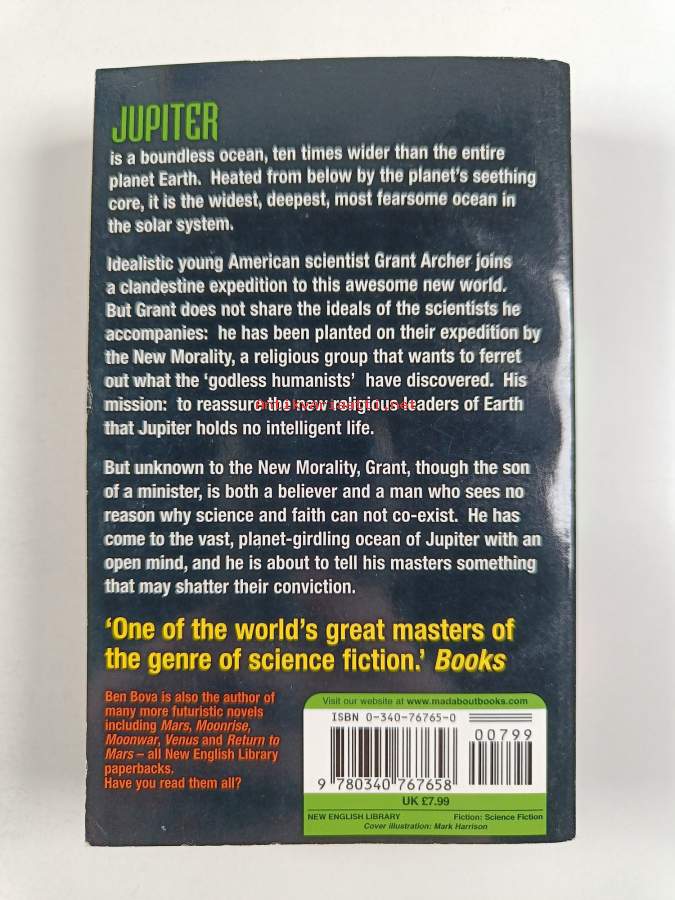 JUPITER
is a boundless ocean, ten times wider than the entire
planet Earth. Heated from below by the planet's seething
core, it is the widest, deepest, most fearsome ocean in
the solar system.
Idealistic young American scientist Grant Archer joins
a clandestine expedition to this awesome new world.
But Grant does not share the ideals of the scientists he
accompanies: he has been planted on their expedition by
the New Morality, a religious group that wants to ferret
out what the 'godless humanists' have discovered. His
mission: to reassure the new religious leaders of Earth
that Jupiter holds no intelligent life.
But unknown to the New Morality, Grant, though the son
of a minister, is both a believer and a man who sees no
reason why science and faith can not co-exist. He has
come to the vast, planet-girdling ocean of Jupiter with an
open mind, and he is about to tell his masters something
that may shatter their conviction.
'One of the world's great masters of
the genre of science fiction.' Books
Ben Bova is also the author of
many more futuristic novels
including Mars, Moonrise,
Moonwar, Venus and Return to
Mars – all New English Library
paperbacks.
Have you read them all?
Visit our website at www.madaboutbooks.com
ISBN 0-340-76765-0
00799
9 780340 767658
UK £7.99
NEW ENGLISH LIBRARY Fiction: Science Fiction
Cover illustration: Mark Harrison